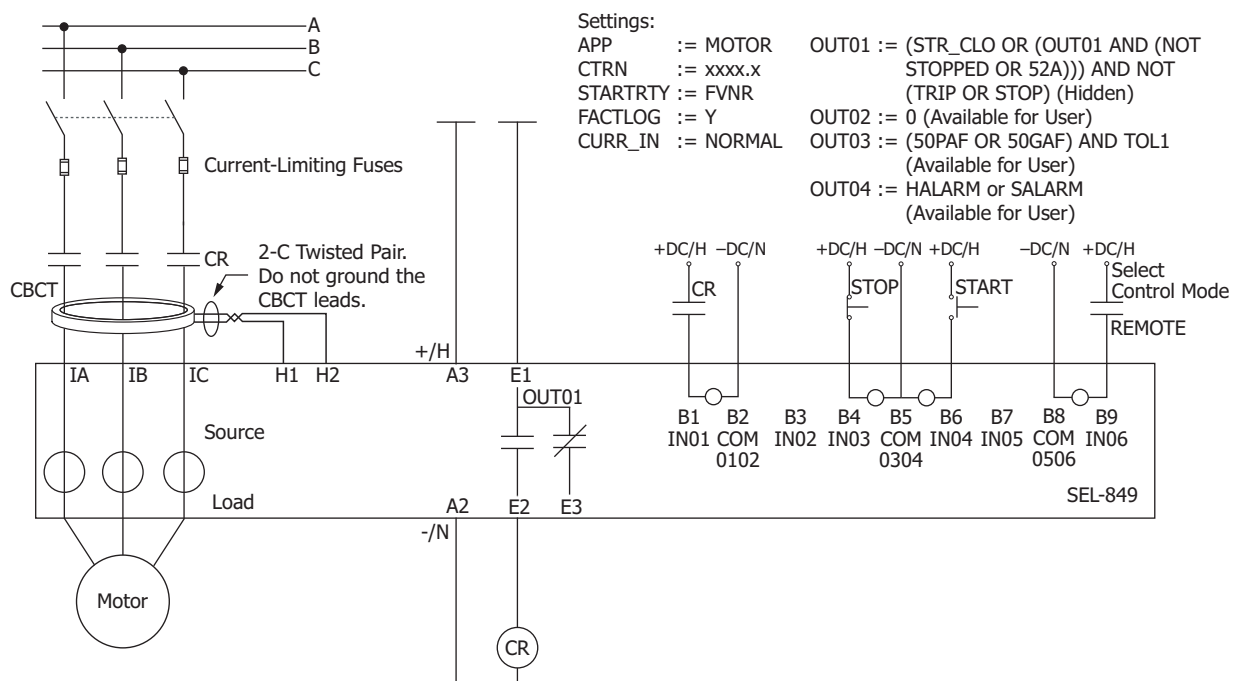 A
B
C
Settings:
APP := MOTOR
CTRN := xxxx.x
STARTRTY := FVNR
FACTLOG := Y
CURR_IN := NORMAL
OUT01 := (STR_CLO OR (OUT01 AND (NOT
STOPPED OR 52A))) AND NOT
(TRIP OR STOP) (Hidden)
OUT02 := 0 (Available for User)
OUT03 := (50PAF OR 50GAF) AND TOL1
(Available for User)
OUT04 := HALARM or SALARM
(Available for User)
Current-Limiting Fuses
CR
CBCT
2-C Twisted Pair.
Do not ground the
CBCT leads.
+DC/H
–DC/N
+DC/H
–DC/N
+DC/H
–DC/N
+DC/H
CR
STOP
START
Select
Control Mode
REMOTE
+/H
IA
IB
IC
H1
H2
A3
E1
OUT01
B1
IN01
B2
COM
0102
B3
IN02
B4
IN03
B5
COM
0304
B6
IN04
B7
IN05
B8
COM
0506
B9
IN06
Source
Load
A2
E2
E3
SEL-849
-/N
Motor
CR